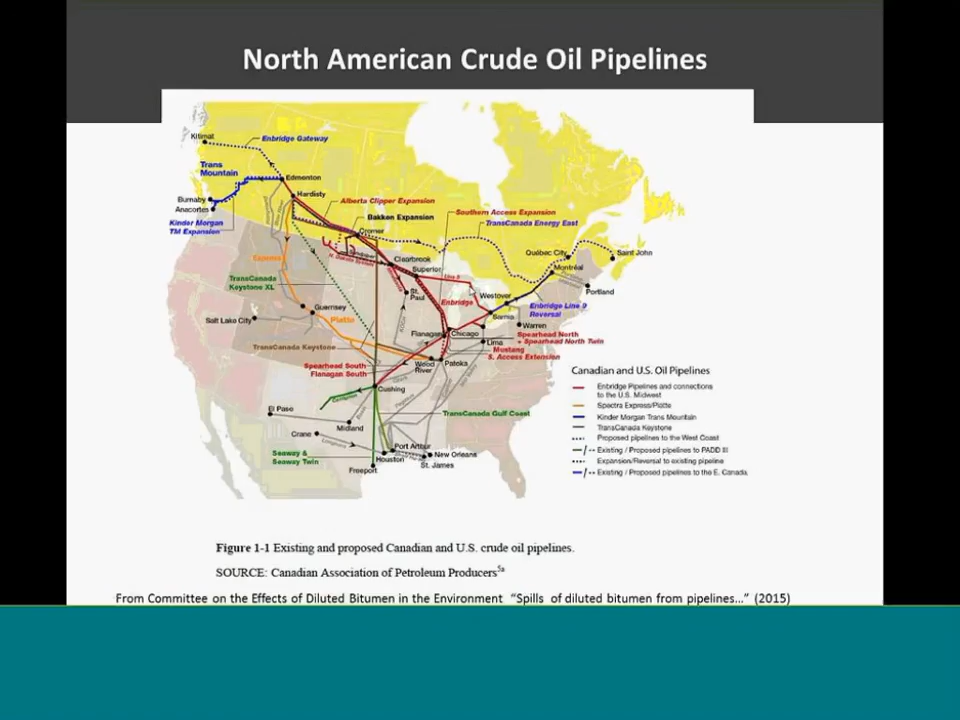 North American Crude Oil Pipelines
Kitimat
Enbridge Gateway
Trans
Mountain
Edmonton
Hardisty
Burnaby
Anacortes
Kinder Morgan
TM Expansion
Alberta Clipper Expansion
Bakken Expansion
Southern Access Expansion
TransCanada Energy East
Cromer
Clearbrook
Superior
Québec City
Saint John
Montréal
Portland
Express
TransCanada
Keystone XL
St.
Paul
Line 5
Enbridge
Westover
Sarnia
Enbridge Line 9
Reversal
Salt Lake City
Guernsey
Platte
Flanagan
Chicago
Warren
Lima
Spearhead North
+ Spearhead North Twin
Mustang
S. Access Extension
TransCanada Keystone
Spearhead South
Flanagan South
Wood
River
Patoka
Cushing
Centurion
El Paso
Midland
Crane
Longhorn
TransCanada Gulf Coast
Seaway &
Seaway Twin
Port Arthur
Houston
Freeport
New Orleans
St. James
Canadian and U.S. Oil Pipelines
Enbridge Pipelines and connections
to the U.S. Midwest
Spectra Express/Platte
Kinder Morgan Trans Mountain
TransCanada Keystone
Proposed pipelines to the West Coast
Existing / Proposed pipelines to PADD III
Expansion/Reversal to existing pipeline
Existing / Proposed pipelines to the E. Canada
Figure 1-1 Existing and proposed Canadian and U.S. crude oil pipelines.
SOURCE: Canadian Association of Petroleum Producers5a
From Committee on the Effects of Diluted Bitumen in the Environment “Spills of diluted bitumen from pipelines…” (2015)